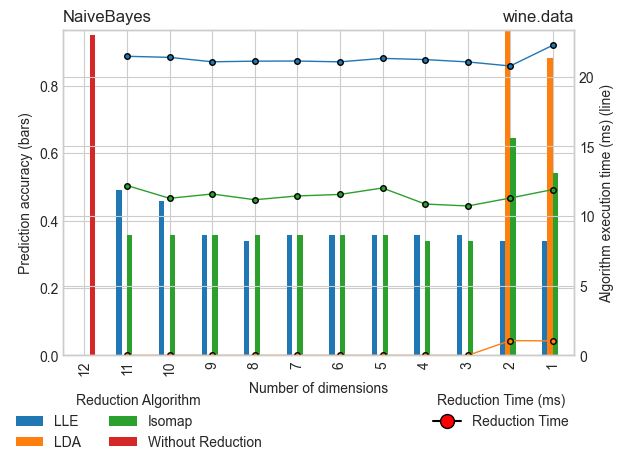 NaiveBayes wine.data
Prediction accuracy (bars)
0.8
0.6
0.4
0.2
0.0
20
15
10
5
0
Algorithm execution time (ms) (line)
12 11 10 9 8 7 6 5 4 3 2 1
Number of dimensions
Reduction Algorithm
LLE Isomap
LDA Without Reduction
Reduction Time (ms)
Reduction Time